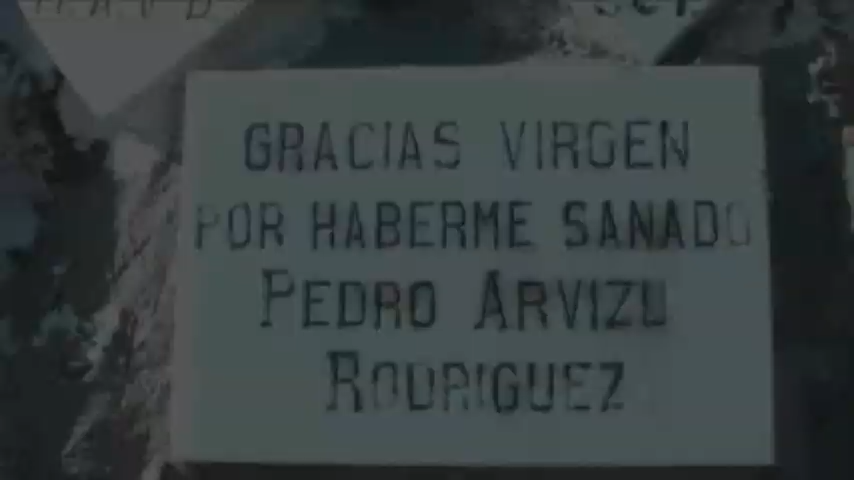 GRACIAS VIRGEN
POR HABERME SANADO
PEDRO ARVIZU
RODRIGUEZ